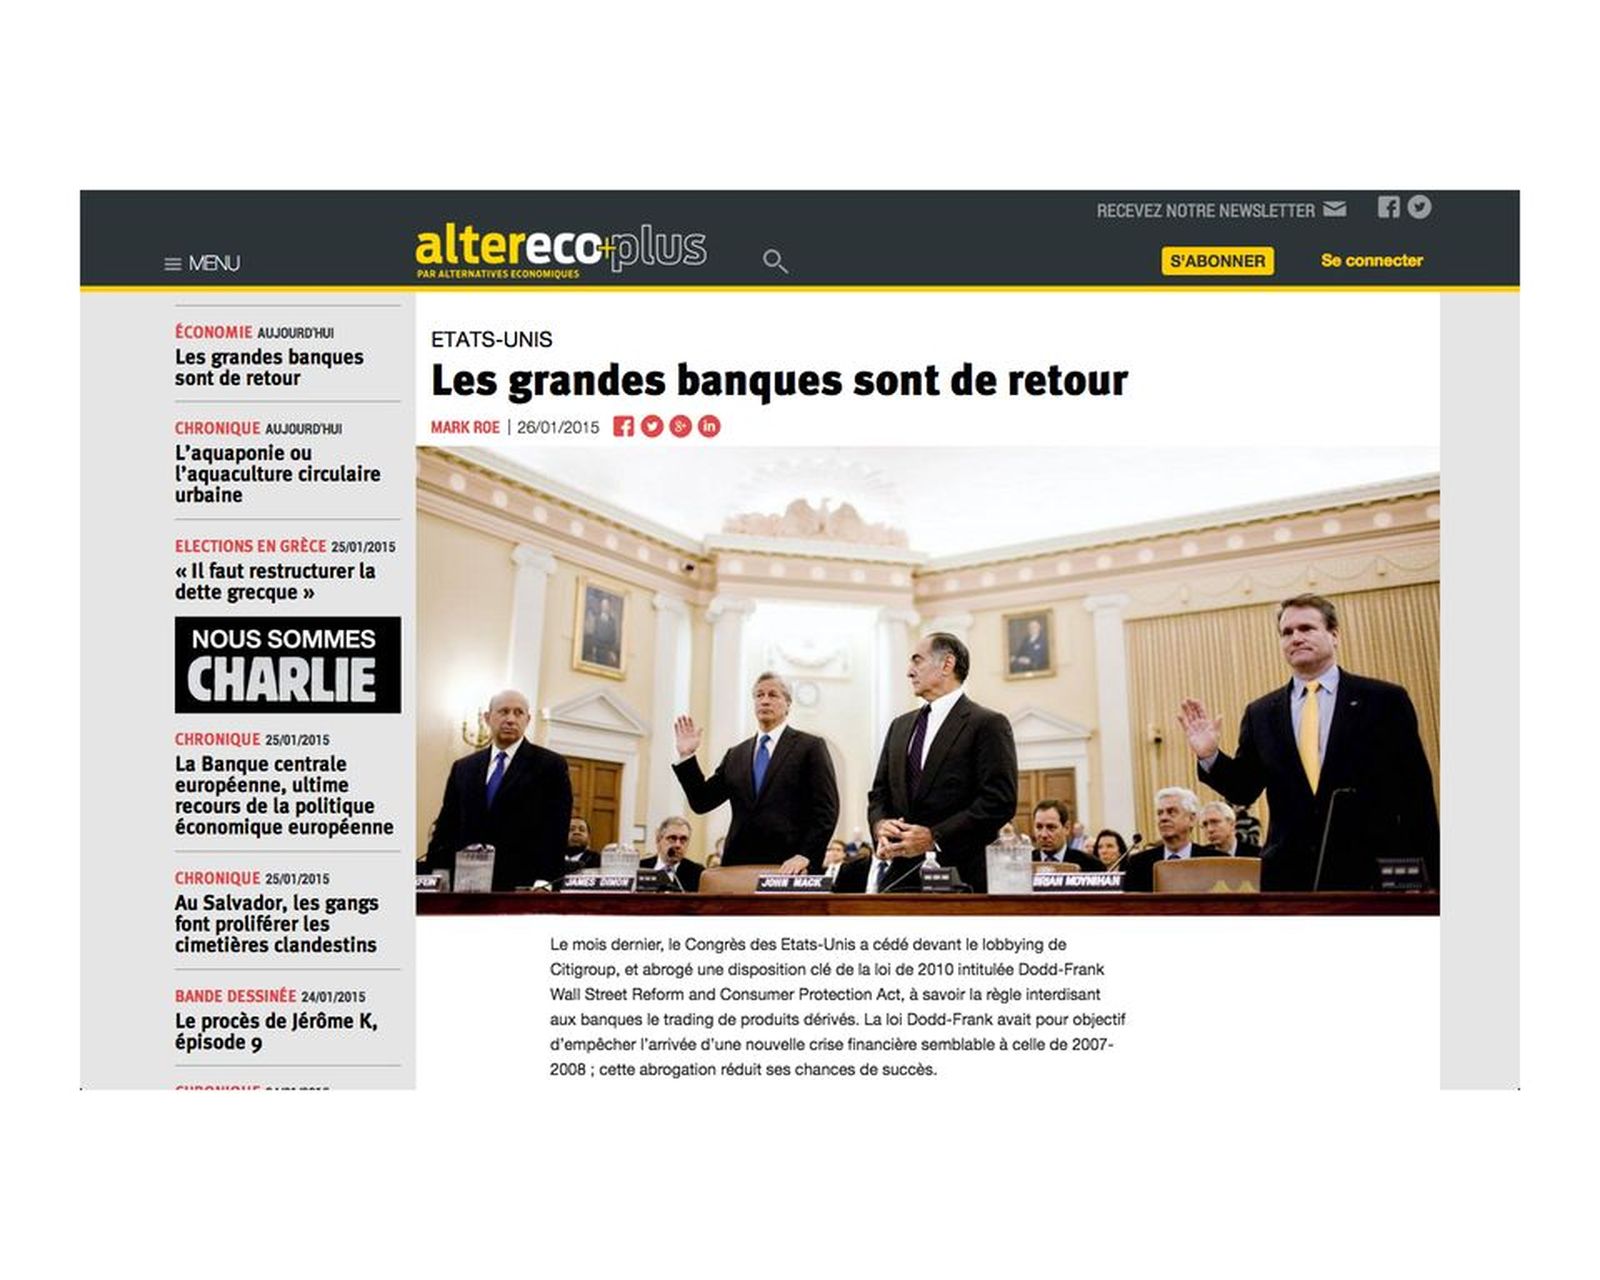 RECEVEZ NOTRE NEWSLETTER
MENU
altereco+plus
PAR ALTERNATIVES ECONOMIQUES
S'ABONNER
Se connecter
ÉCONOMIE AUJOURD'HUI
Les grandes banques
sont de retour
CHRONIQUE AUJOURD'HUI
L'aquaponie ou
l'aquaculture circulaire
urbaine
ELECTIONS EN GRÈCE 25/01/2015
« Il faut restructurer la
dette grecque »
NOUS SOMMES
CHARLIE
CHRONIQUE 25/01/2015
La Banque centrale
européenne, ultime
recours de la politique
économique européenne
CHRONIQUE 25/01/2015
Au Salvador, les gangs
font proliférer les
cimetières clandestins
BANDE DESSINÉE 24/01/2015
Le procès de Jérôme K,
épisode 9
ETATS-UNIS
Les grandes banques sont de retour
MARK ROE | 26/01/2015
JAMES DIMON
JOHN MACK
BRIAN MOYNIHAN
Le mois dernier, le Congrès des Etats-Unis a cédé devant le lobbying de
Citigroup, et abrogé une disposition clé de la loi de 2010 intitulée Dodd-Frank
Wall Street Reform and Consumer Protection Act, à savoir la règle interdisant
aux banques le trading de produits dérivés. La loi Dodd-Frank avait pour objectif
d'empêcher l'arrivée d'une nouvelle crise financière semblable à celle de 2007-
2008 ; cette abrogation réduit ses chances de succès.